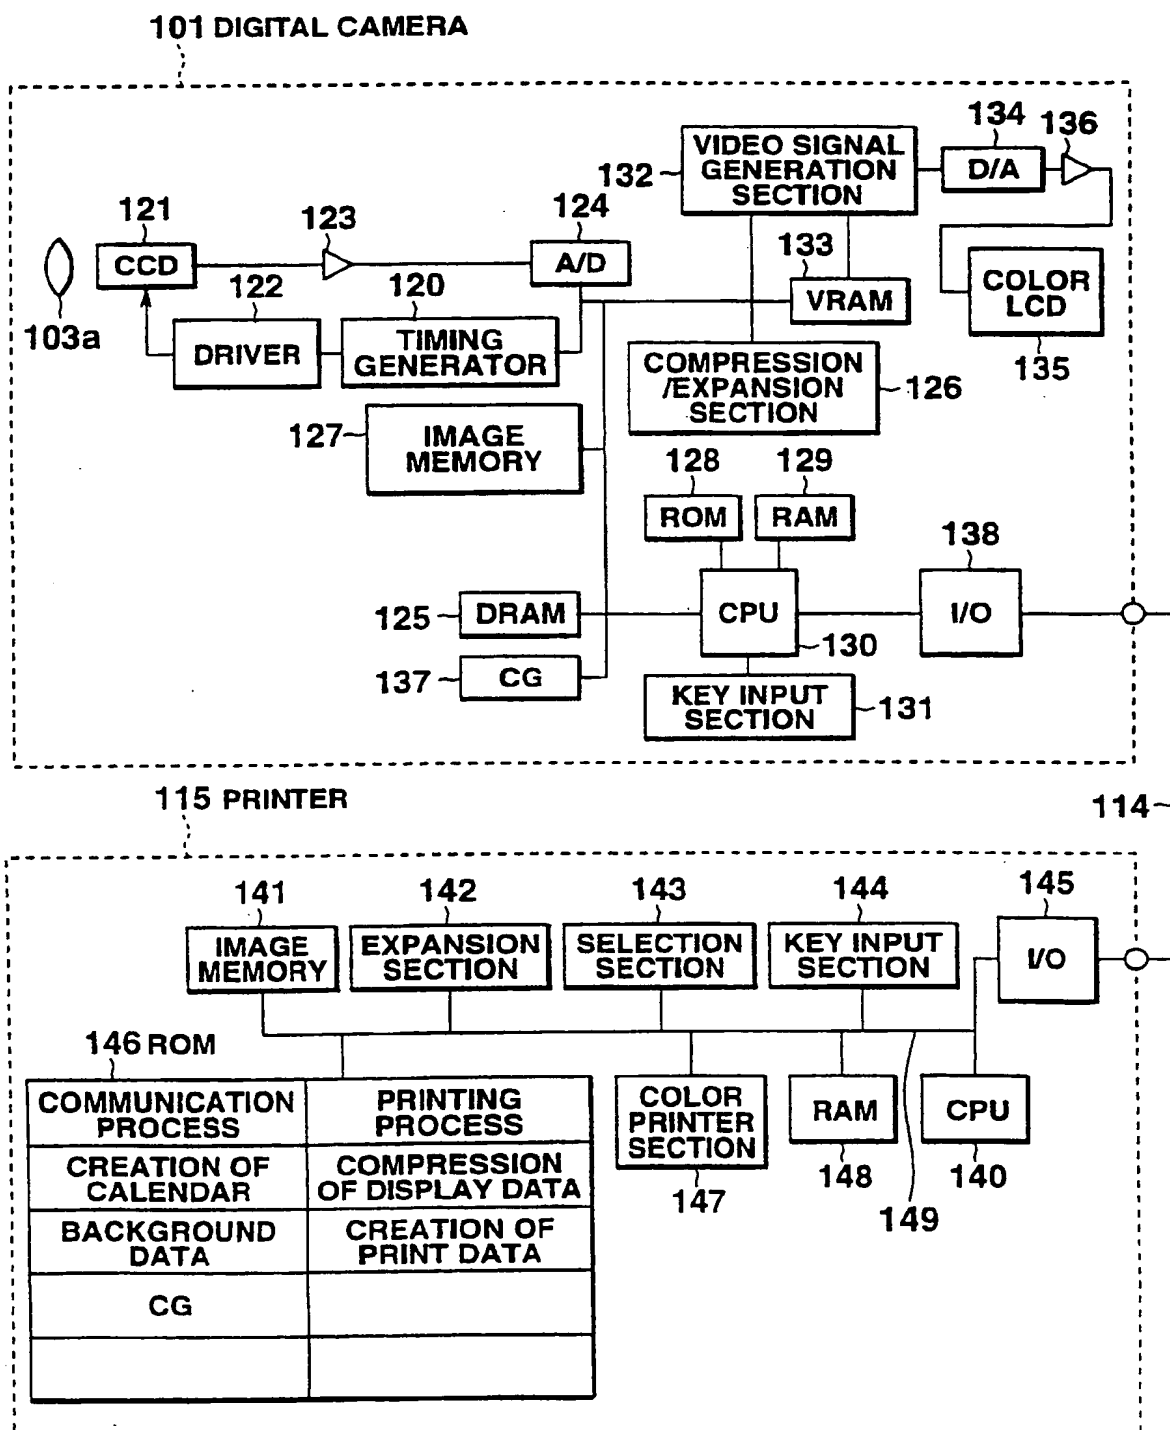 101 DIGITAL CAMERA
134
136
VIDEO SIGNAL
GENERATION
SECTION
132
D/A
121
123
124
133
CCD
A/D
COLOR
LCD
122
120
VRAM
103a
DRIVER
TIMING
GENERATOR
COMPRESSION
/EXPANSION
SECTION
126
135
127
IMAGE
MEMORY
128
129
ROM
RAM
138
125
DRAM
CPU
I/O
130
137
CG
KEY INPUT
SECTION
131
115 PRINTER
114
141
142
143
144
145
IMAGE
MEMORY
EXPANSION
SECTION
SELECTION
SECTION
KEY INPUT
SECTION
I/O
146 ROM
COMMUNICATION
PROCESS
PRINTING
PROCESS
COLOR
PRINTER
SECTION
RAM
CPU
CREATION OF
CALENDAR
COMPRESSION
OF DISPLAY DATA
147
148
140
149
BACKGROUND
DATA
CREATION OF
PRINT DATA
CG